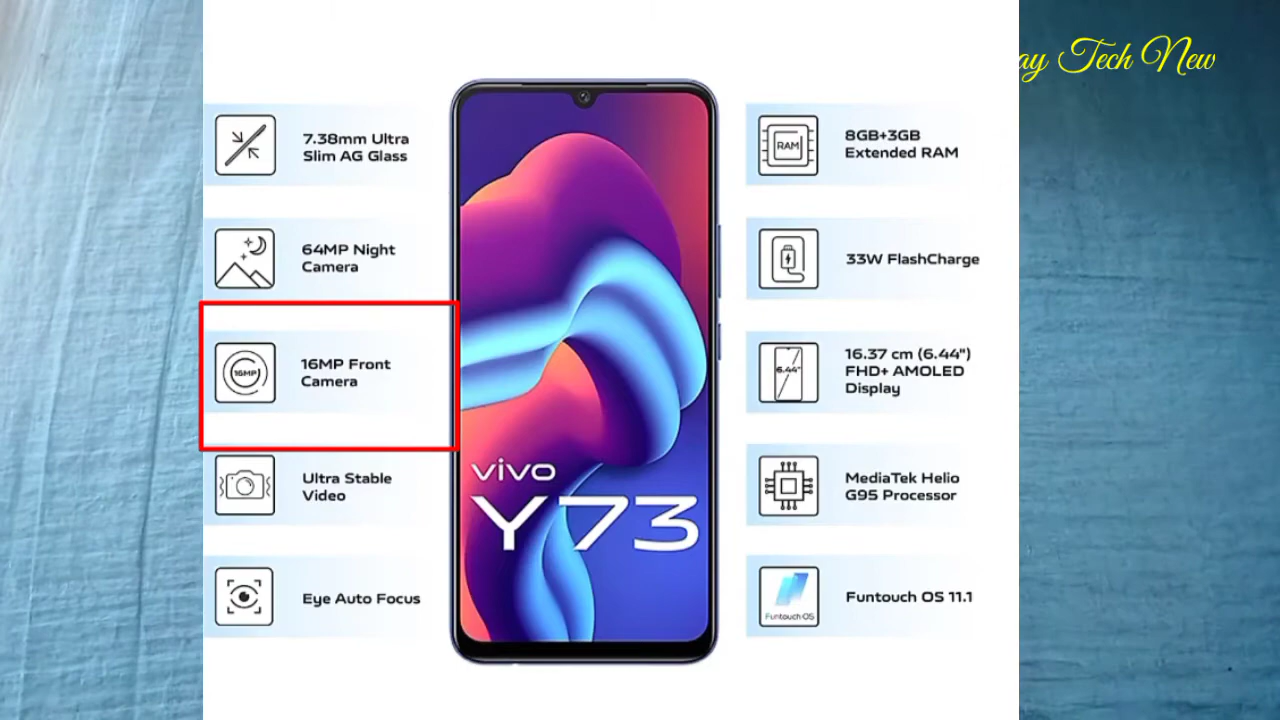 ay Tech New
7.38mm Ultra
Slim AG Glass
64MP Night
Camera
16MP
16MP Front
Camera
Ultra Stable
Video
Eye Auto Focus
vivo
Y73
RAM
8GB+3GB
Extended RAM
33W FlashCharge
6.44"
16.37 cm (6.44")
FHD+ AMOLED
Display
MediaTek Helio
G95 Processor
Funtouch OS
Funtouch OS 11.1